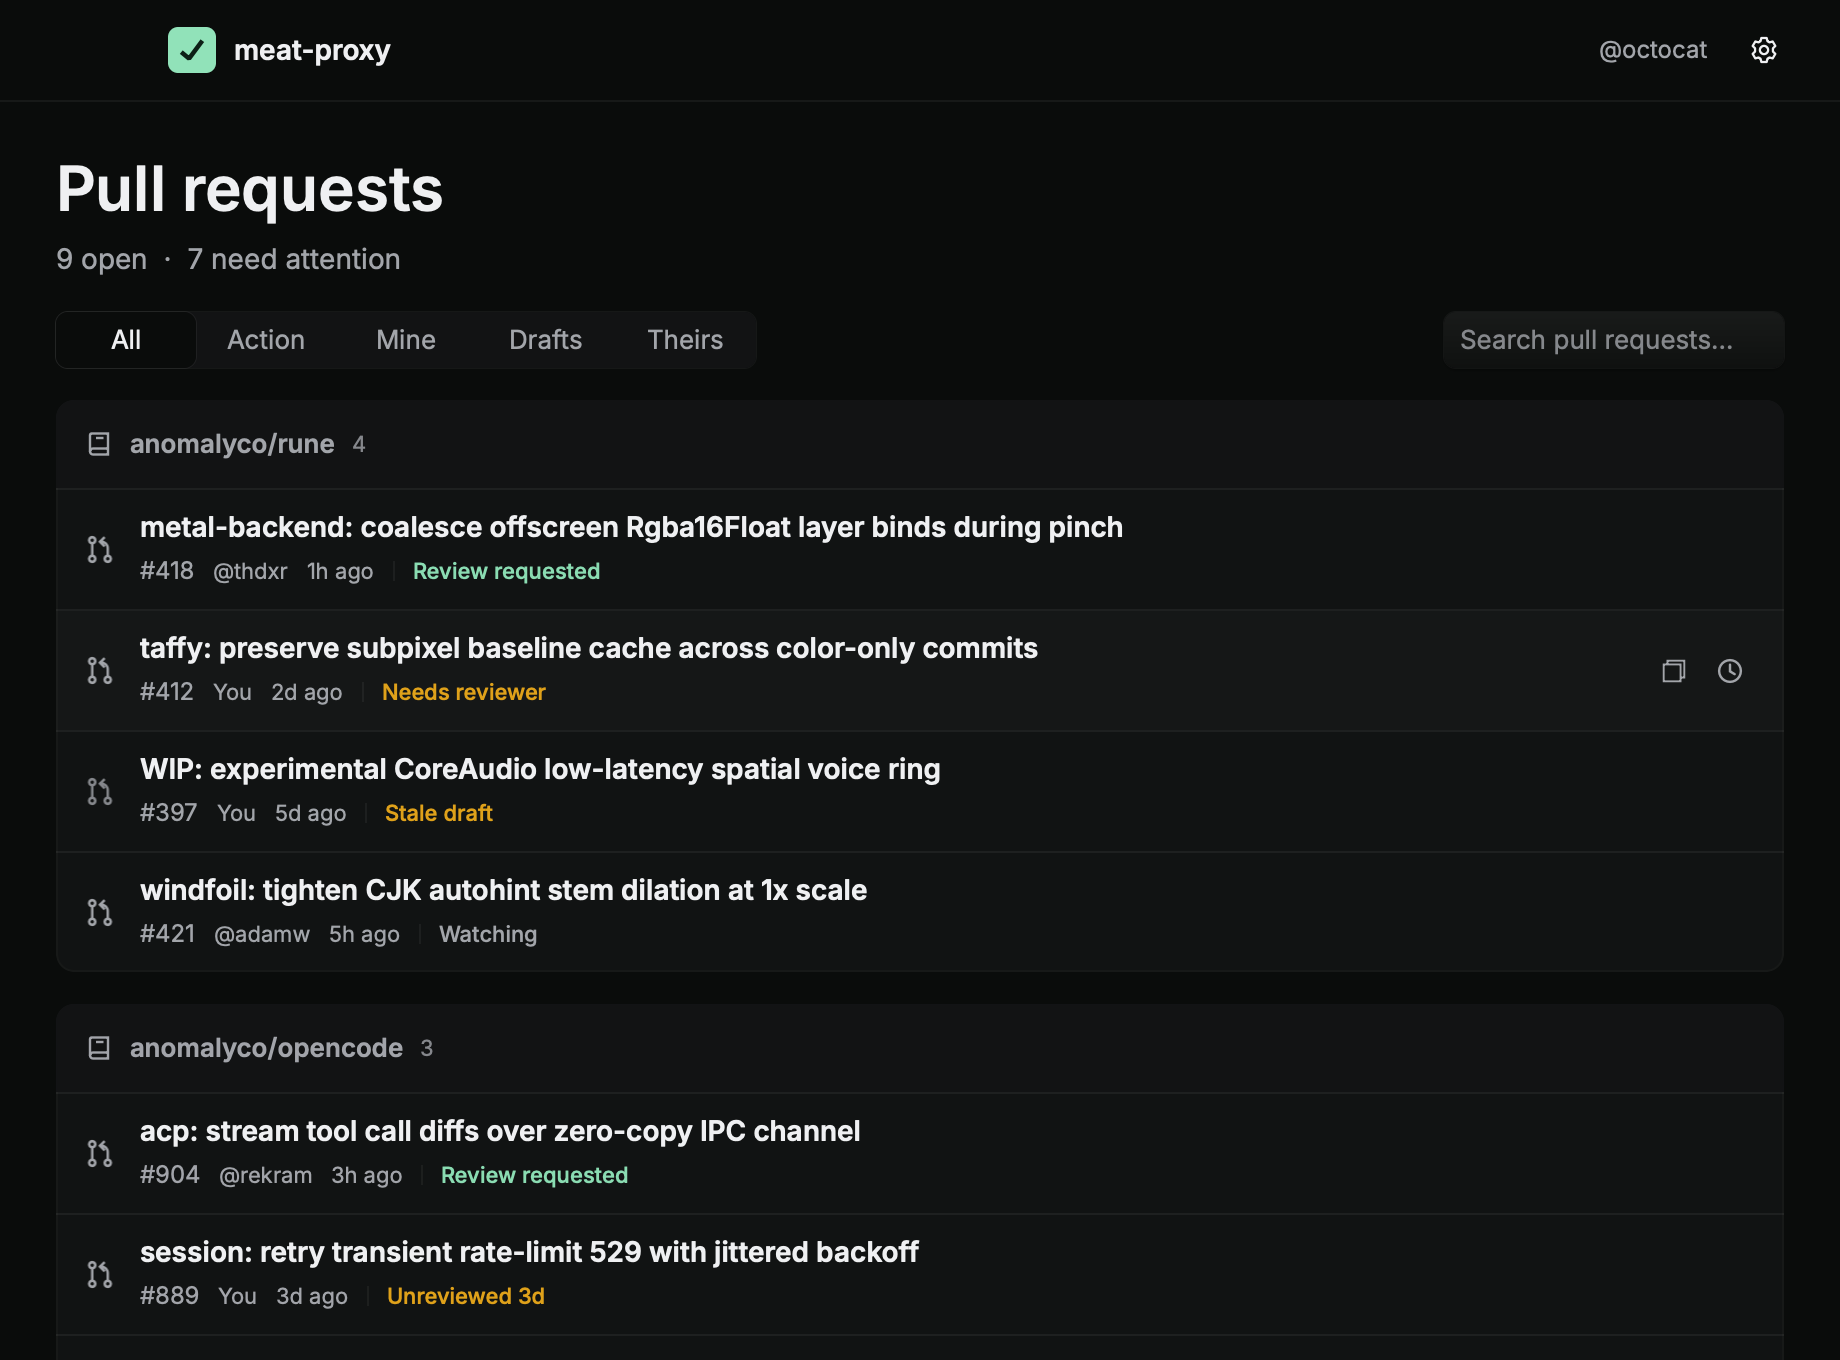 meat-proxy @octocat
Pull requests
9 open · 7 need attention
All Action Mine Drafts Theirs Search pull requests...
anomalyco/rune 4
metal-backend: coalesce offscreen Rgba16Float layer binds during pinch
#418 @thdxr 1h ago Review requested
taffy: preserve subpixel baseline cache across color-only commits
#412 You 2d ago Needs reviewer
WIP: experimental CoreAudio low-latency spatial voice ring
#397 You 5d ago Stale draft
windfoil: tighten CJK autohint stem dilation at 1x scale
#421 @adamw 5h ago Watching
anomalyco/opencode 3
acp: stream tool call diffs over zero-copy IPC channel
#904 @rekram 3h ago Review requested
session: retry transient rate-limit 529 with jittered backoff
#889 You 3d ago Unreviewed 3d